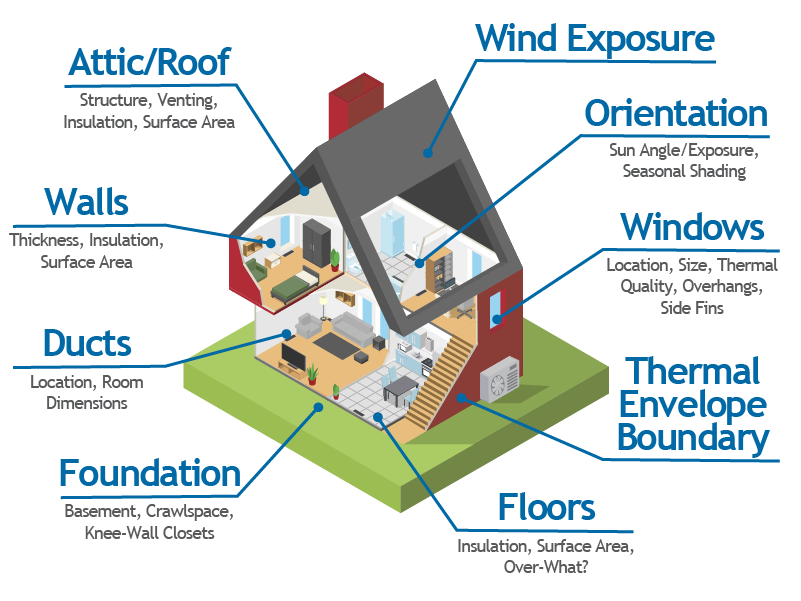 Attic/Roof
Structure, Venting,
Insulation, Surface Area
Walls
Thickness, Insulation,
Surface Area
Ducts
Location, Room
Dimensions
Foundation
Basement, Crawlspace,
Knee-Wall Closets
Wind Exposure
Orientation
Sun Angle/Exposure,
Seasonal Shading
Windows
Location, Size, Thermal
Quality, Overhangs,
Side Fins
Thermal
Envelope
Boundary
Floors
Insulation, Surface Area,
Over-What?